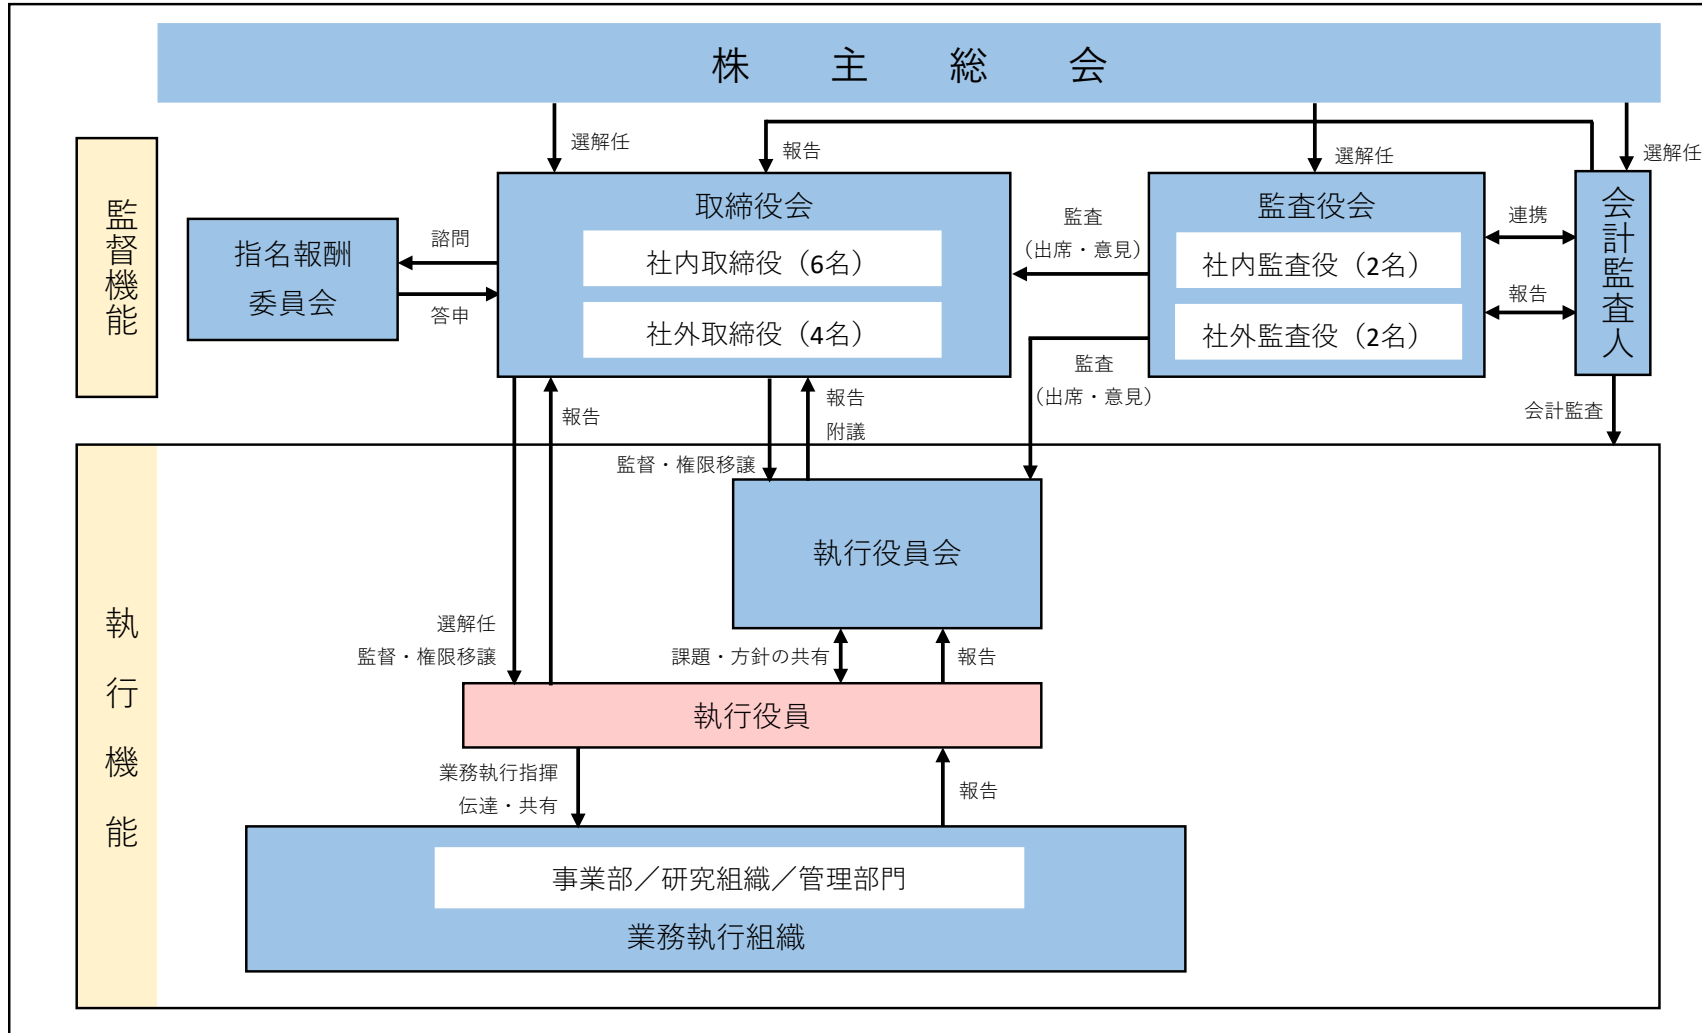 株主総会
選解任
報告
選解任
選解任
監督機能
指名報酬
委員会
諮問
答申
取締役会
社内取締役（6名）
社外取締役（4名）
監査
（出席・意見）
監査
（出席・意見）
監査役会
社内監査役（2名）
社外監査役（2名）
連携
報告
会計監査人
会計監査
報告
報告
附議
監督・権限移譲
執行機能
執行役員会
選解任
監督・権限移譲
課題・方針の共有
報告
執行役員
業務執行指揮
伝達・共有
報告
事業部／研究組織／管理部門
業務執行組織